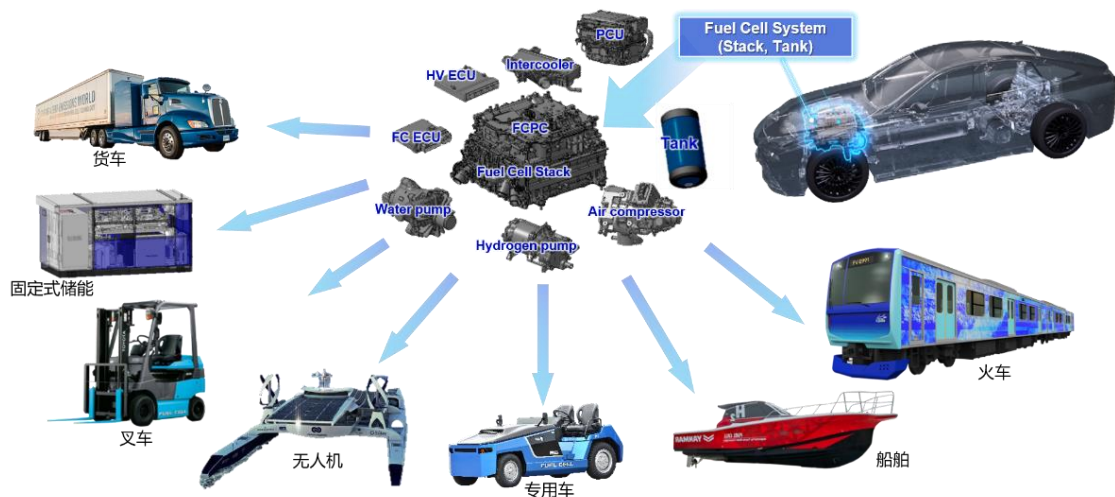 PCU
Fuel Cell System
(Stack, Tank)
Intercooler
HV ECU
FCPC
FC ECU
Tank
Fuel Cell Stack
Water pump
Air compressor
Hydrogen pump
货车
固定式储能
叉车
无人机
FUEL CELL
专用车
船舶
火车